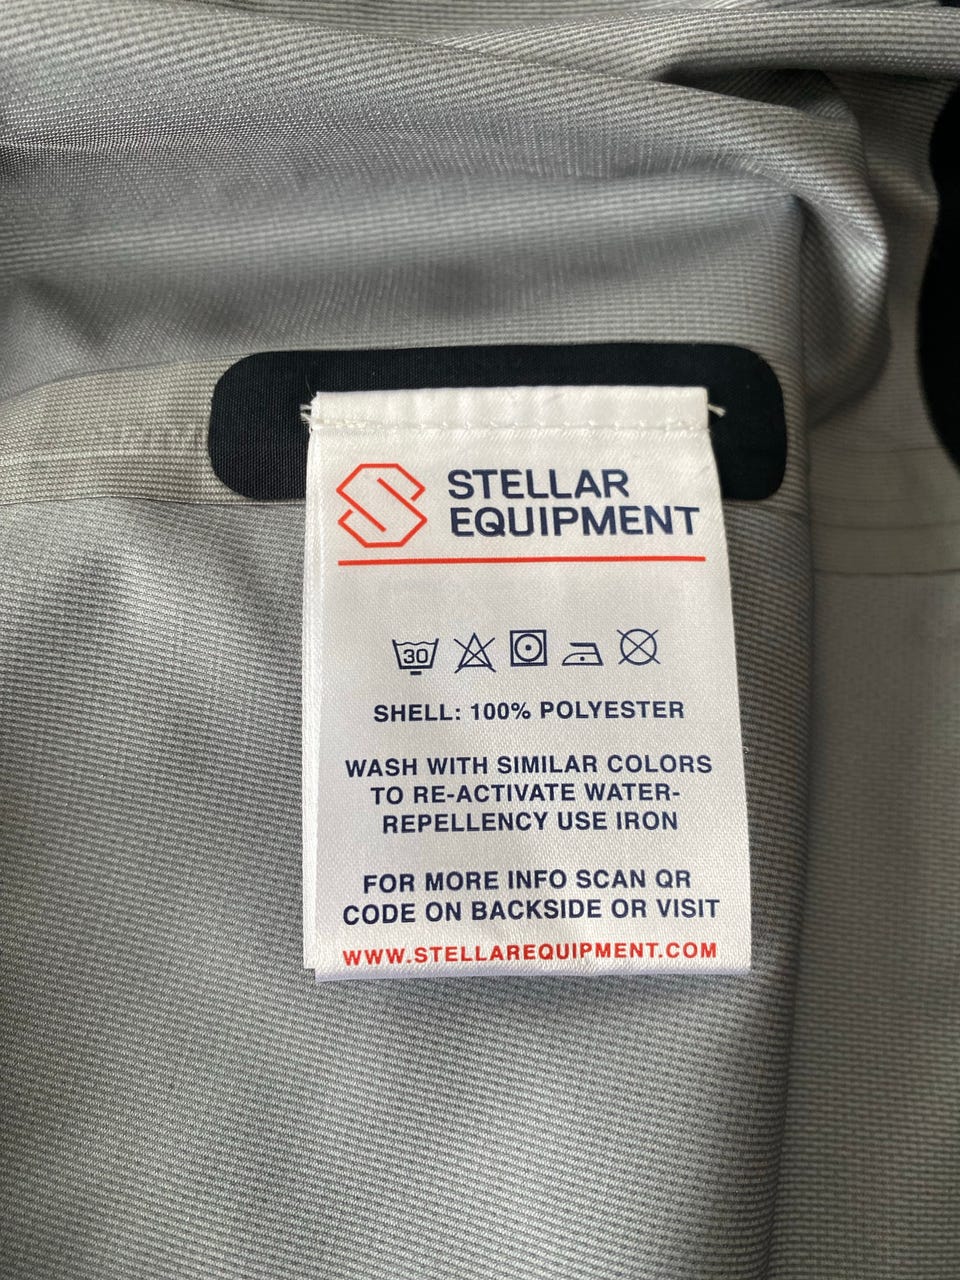 STELLAR
EQUIPMENT
30
SHELL: 100% POLYESTER
WASH WITH SIMILAR COLORS
TO RE-ACTIVATE WATER-
REPELLENCY USE IRON
FOR MORE INFO SCAN QR
CODE ON BACKSIDE OR VISIT
WWW.STELLAREQUIPMENT.COM